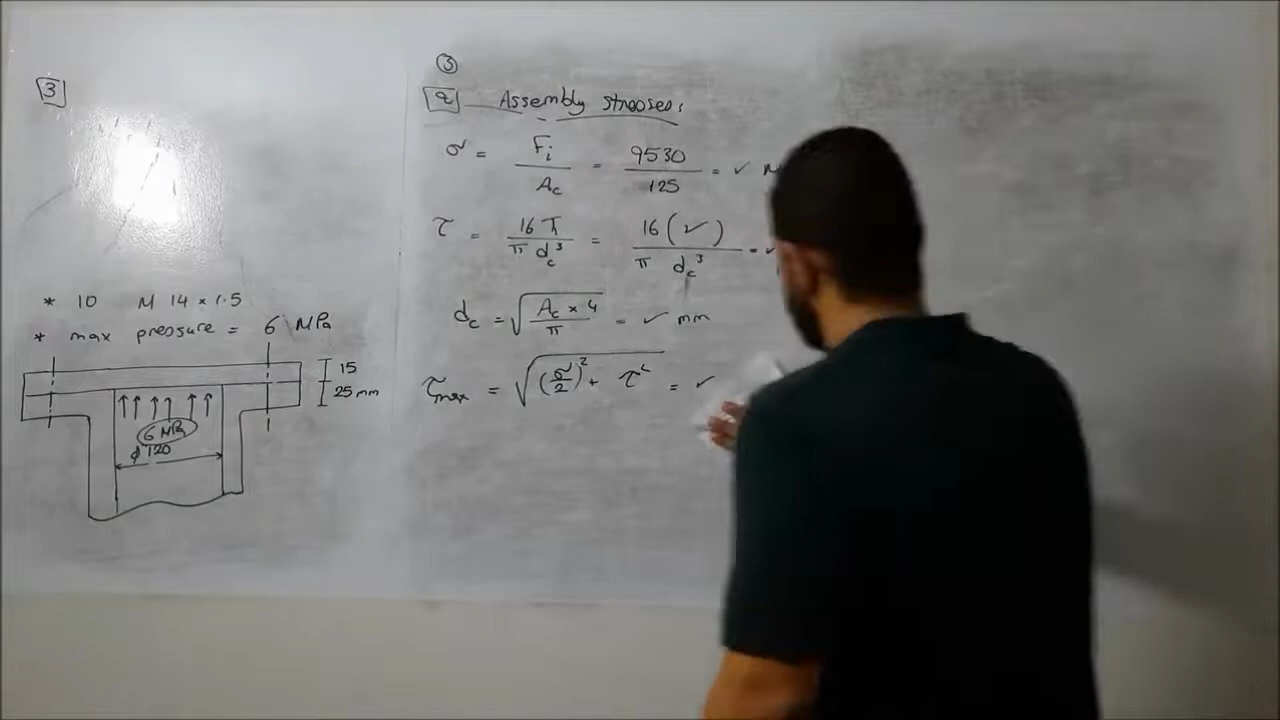 3
* 10 M 14 x 1.5
* max pressure = 6 MPa
15
25 mm
6 MPa
φ 120
3
a Assembly stresses:
σ = Fi / Ac = 9530 / 125 = ✓
τ = 16 T / π dc³ = 16 (✓) / π dc³ = ✓
dc = √(Ac x 4 / π) = ✓ mm
τmax = √((σ/2)² + τ²) = ✓